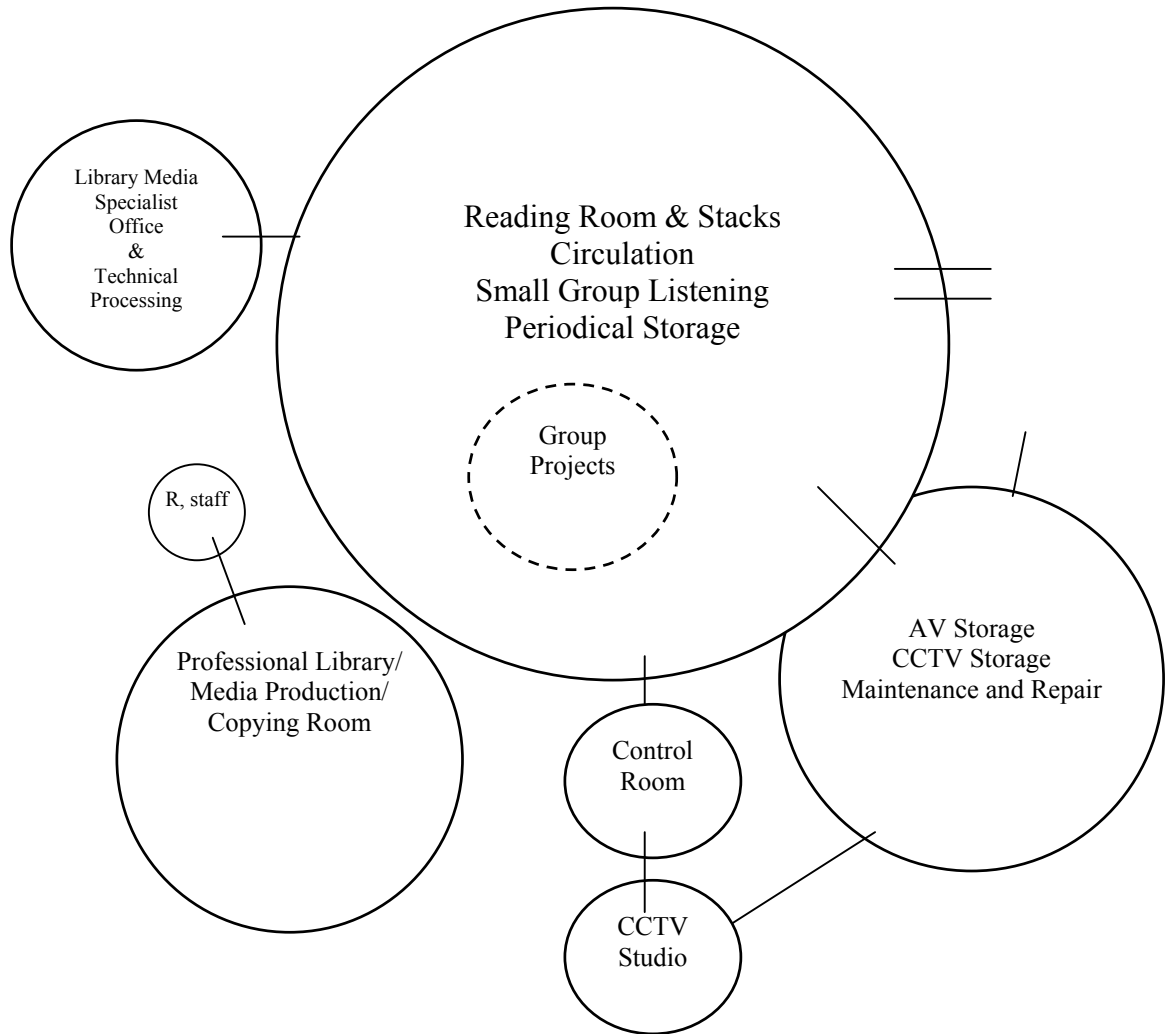 Library Media
Specialist
Office
&
Technical
Processing
Reading Room & Stacks
Circulation
Small Group Listening
Periodical Storage
Group
Projects
R, staff
Professional Library/
Media Production/
Copying Room
AV Storage
CCTV Storage
Maintenance and Repair
Control
Room
CCTV
Studio